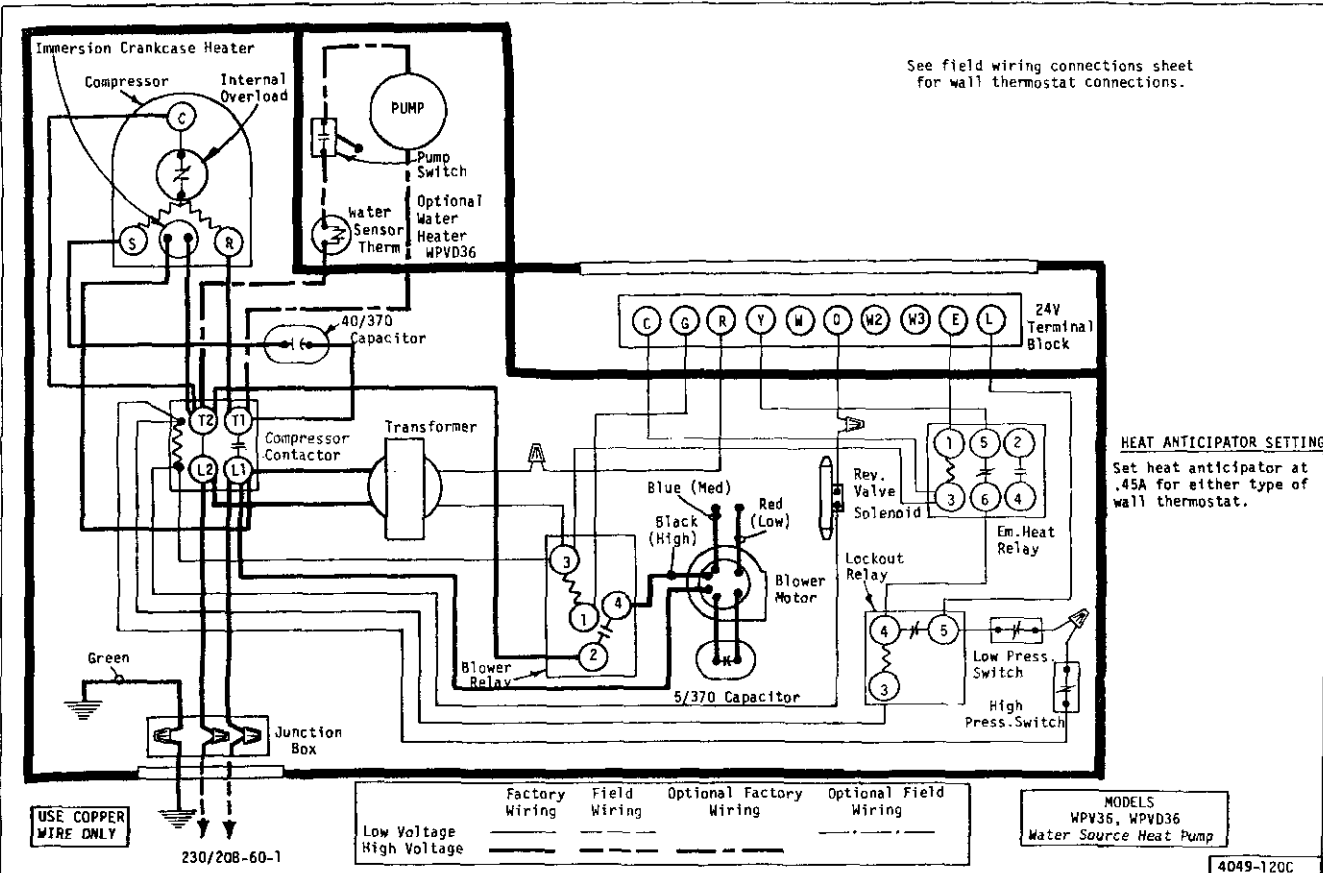 Immersion Crankcase Heater
Compressor
Internal
Overload
C
S
R
PUMP
Pump
Switch
Water
Sensor
Therm
Optional
Water
Heater
WPVD36
See field wiring connections sheet
for wall thermostat connections.
40/370
Capacitor
C G R Y W O W2 W3 E L
24V
Terminal
Block
T2 T1
L2 L1
Compressor
Contactor
Transformer
1 5 2
3 6 4
Em.Heat
Relay
HEAT ANTICIPATOR SETTING
Set heat anticipator at
.45A for either type of
wall thermostat.
Blue (Med)
Black
(High)
Red
(Low)
Rev.
Valve
Solenoid
3
4
1
2
Blower
Relay
Blower
Motor
5/370 Capacitor
Lockout
Relay
4 5
3
Low Press.
Switch
High
Press.Switch
Green
Junction
Box
USE COPPER
WIRE ONLY
230/208-60-1
Factory Wiring
Field Wiring
Optional Factory Wiring
Optional Field Wiring
Low Voltage
High Voltage
MODELS
WPV36, WPVD36
Water Source Heat Pump
4049-120C